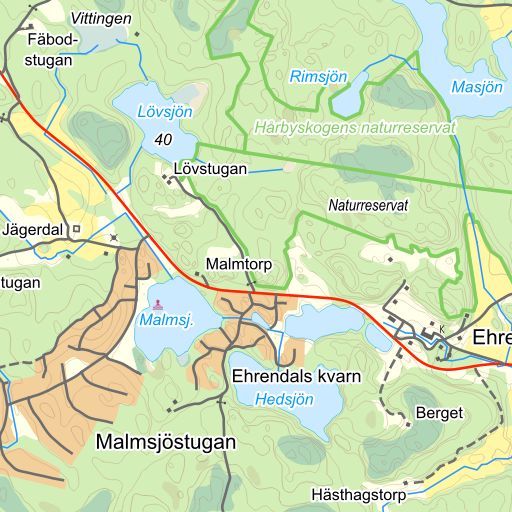 Vittingen
Fäbod-
stugan
Rimsjön
Masjön
Lövsjön
Hårbyskogens naturreservat
40
Lövstugan
Naturreservat
Jägerdal
Malmtorp
stugan
Malmsj.
K
Ehre
Ehrendals kvarn
Hedsjön
Berget
Malmsjöstugan
Hästhagstorp